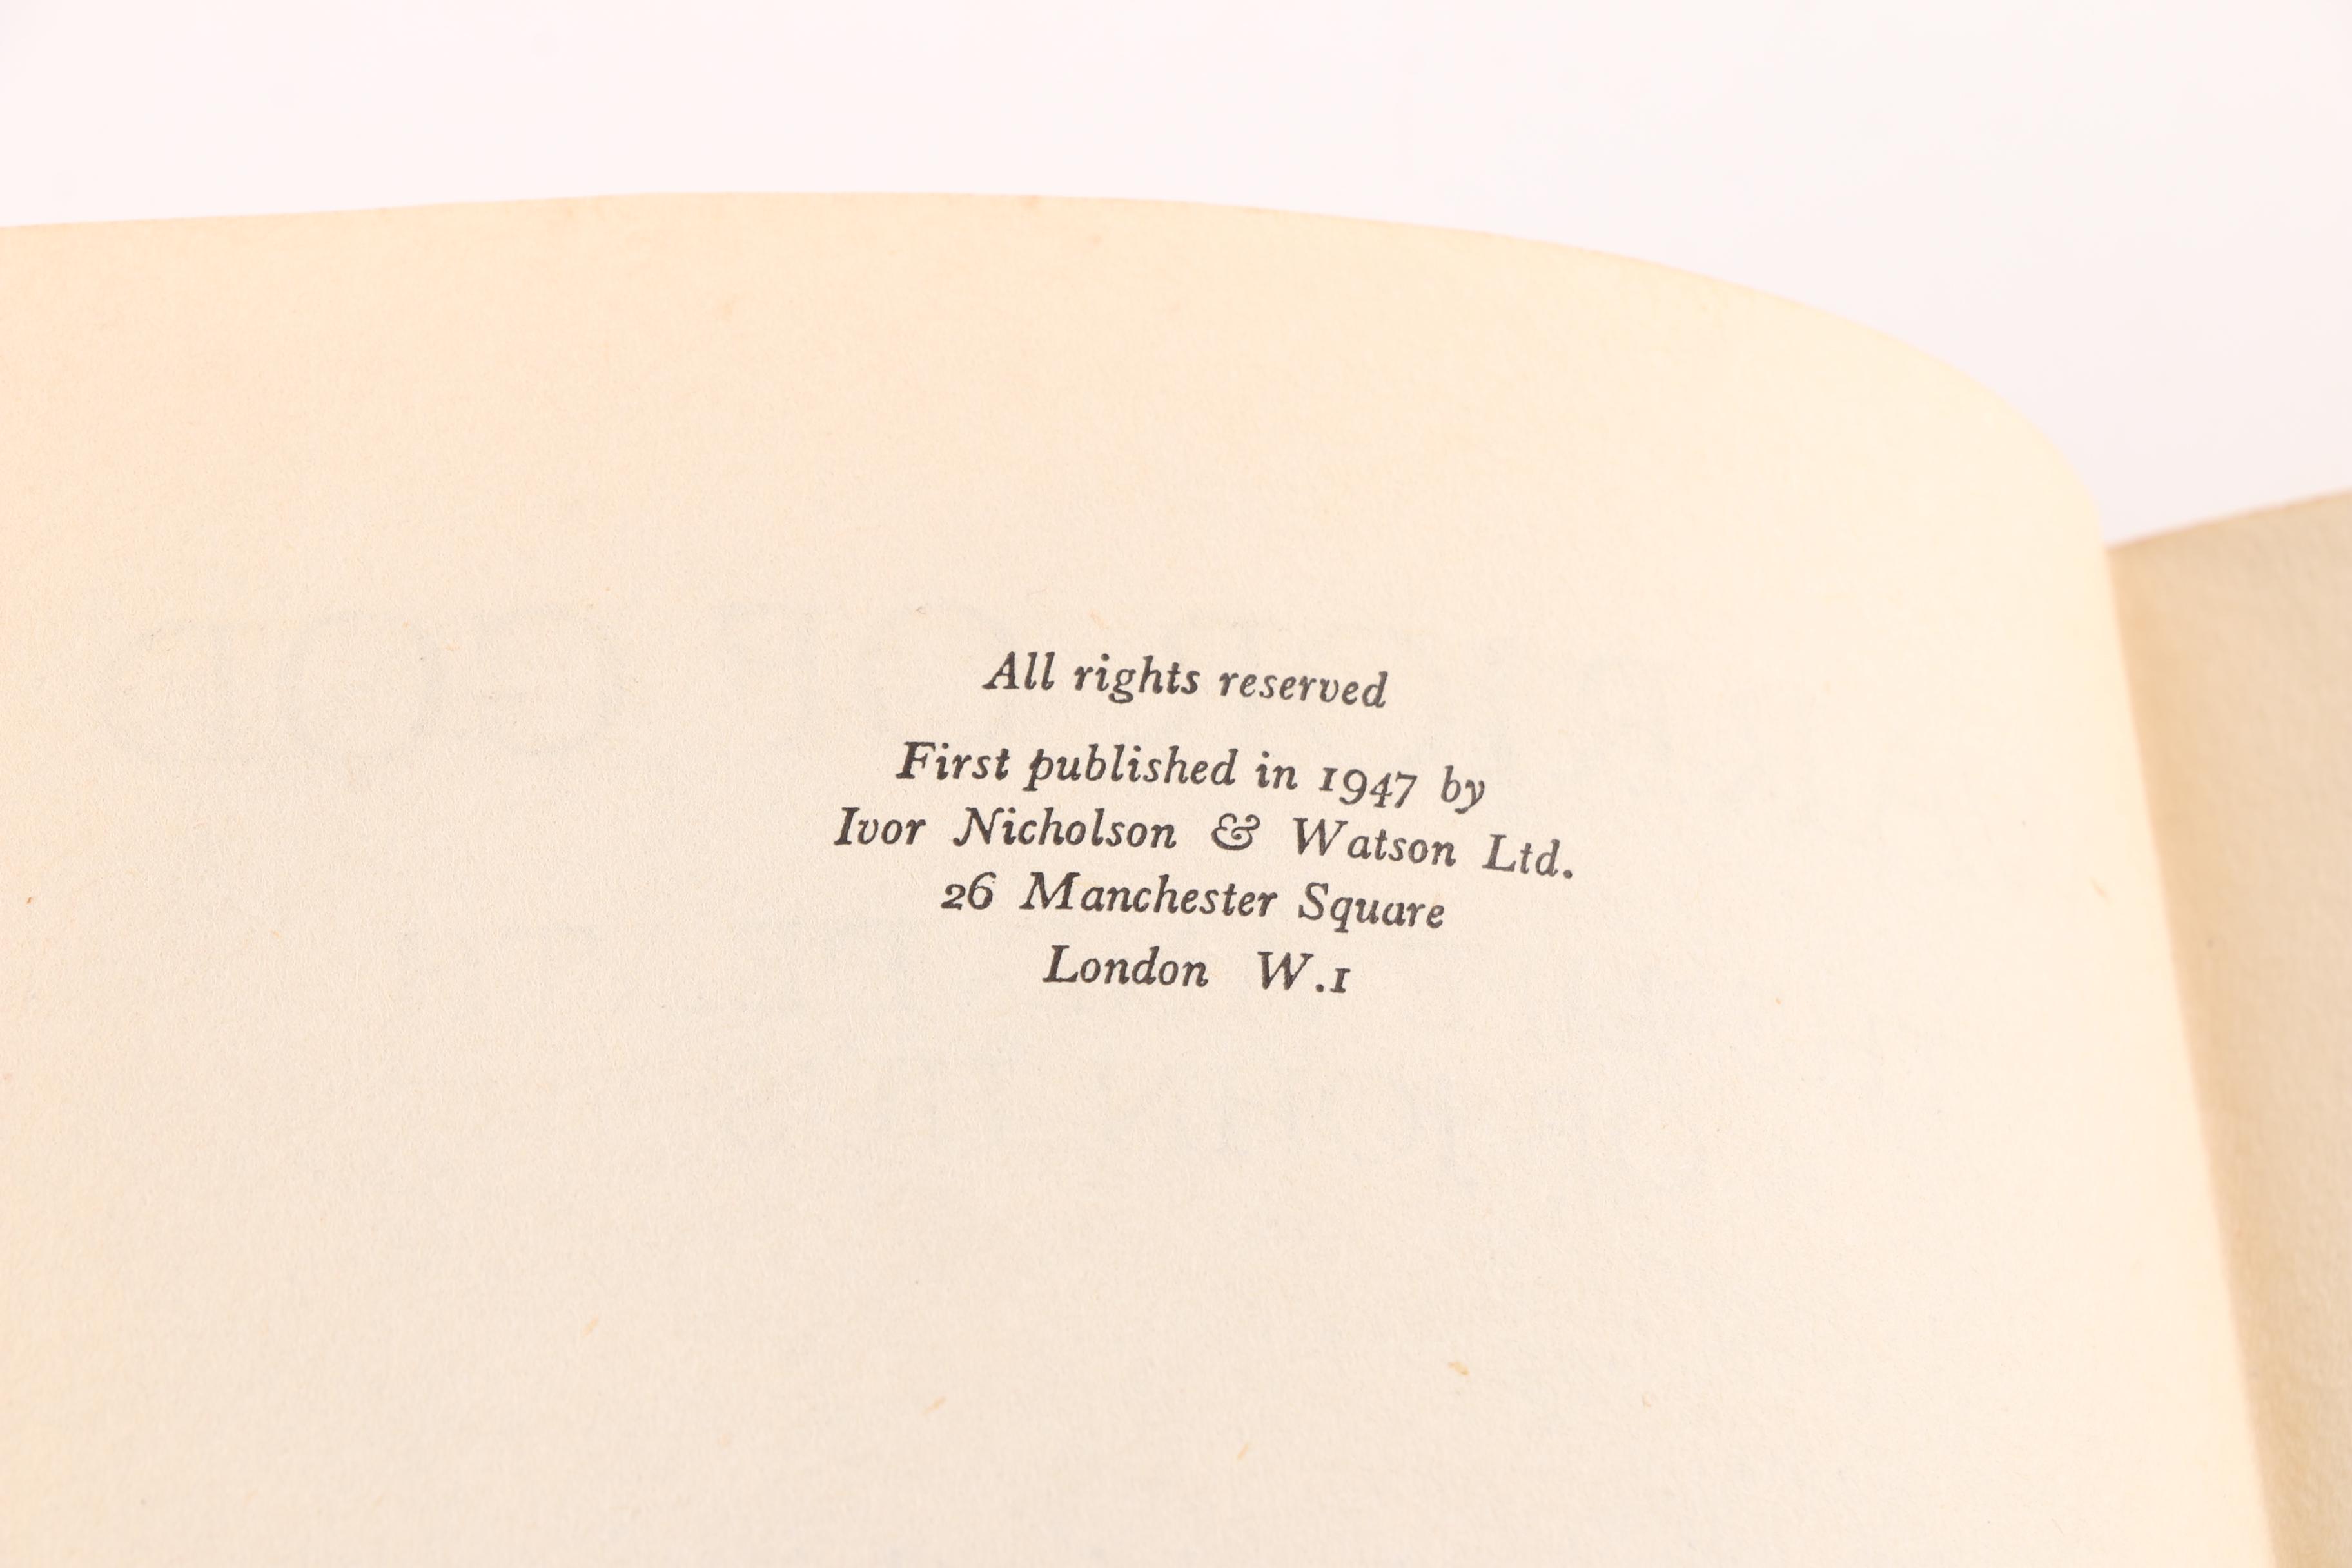 All rights reserved
First published in 1947 by
Ivor Nicholson & Watson Ltd.
26 Manchester Square
London W.1